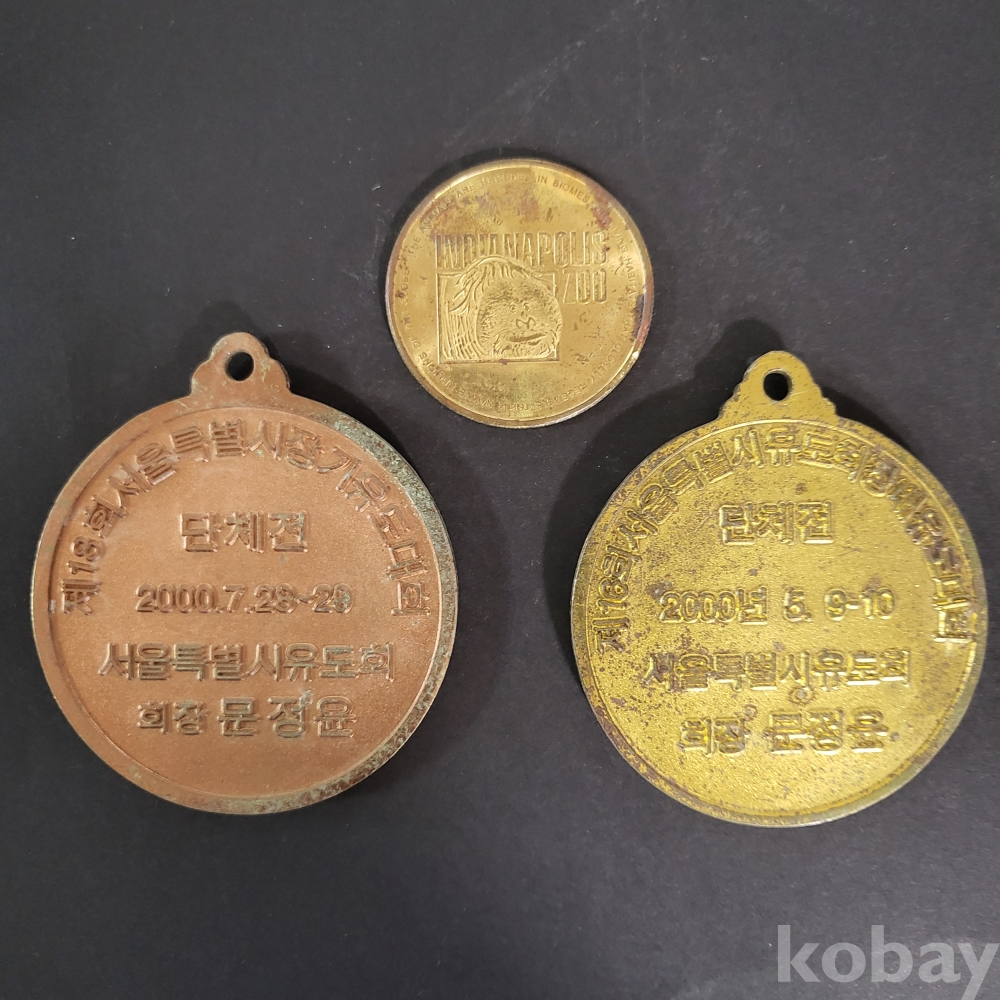 INDIANAPOLIS
ZOO
제18회 서울특별시장기유도대회
단체전
2000.7.28~29
서울특별시유도회
회장 문정윤
제16회 서울특별시유도회장배유도대회
단체전
2000년 5. 9-10
서울특별시유도회
회장 문정윤
kobay